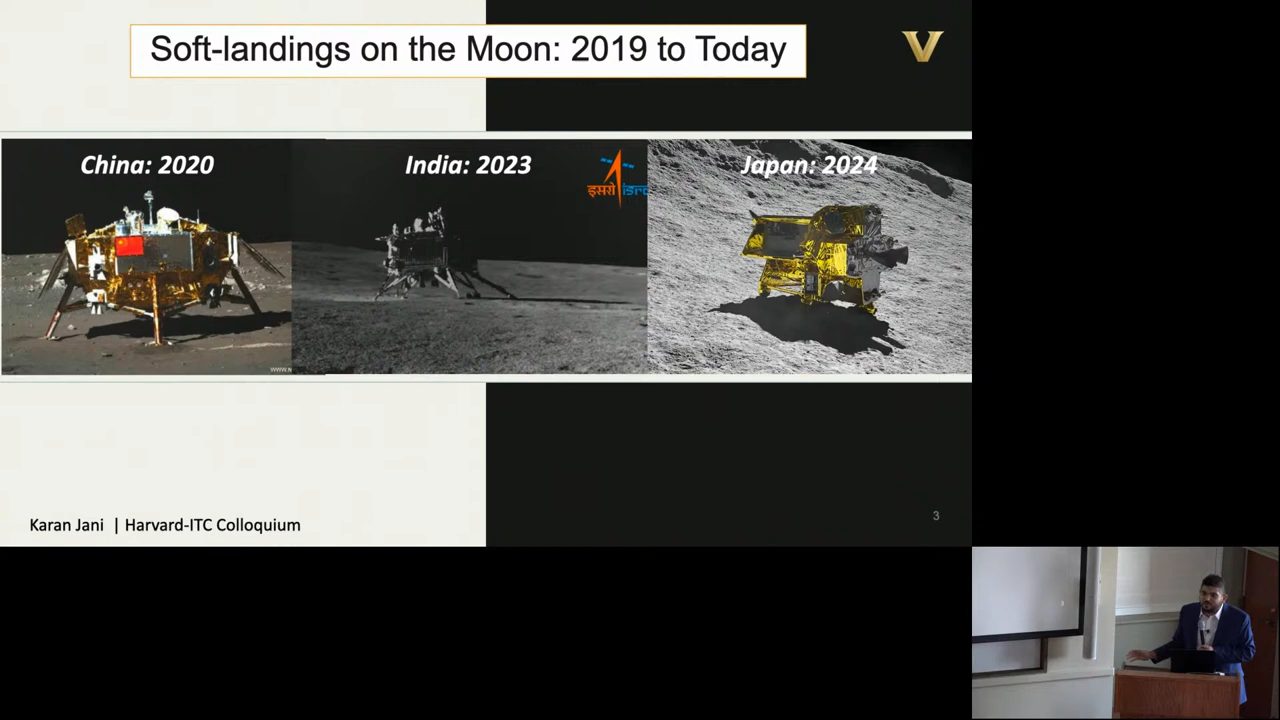 Soft-landings on the Moon: 2019 to Today
V
China: 2020
India: 2023
इसरो
Japan: 2024
Karan Jani | Harvard-ITC Colloquium
3